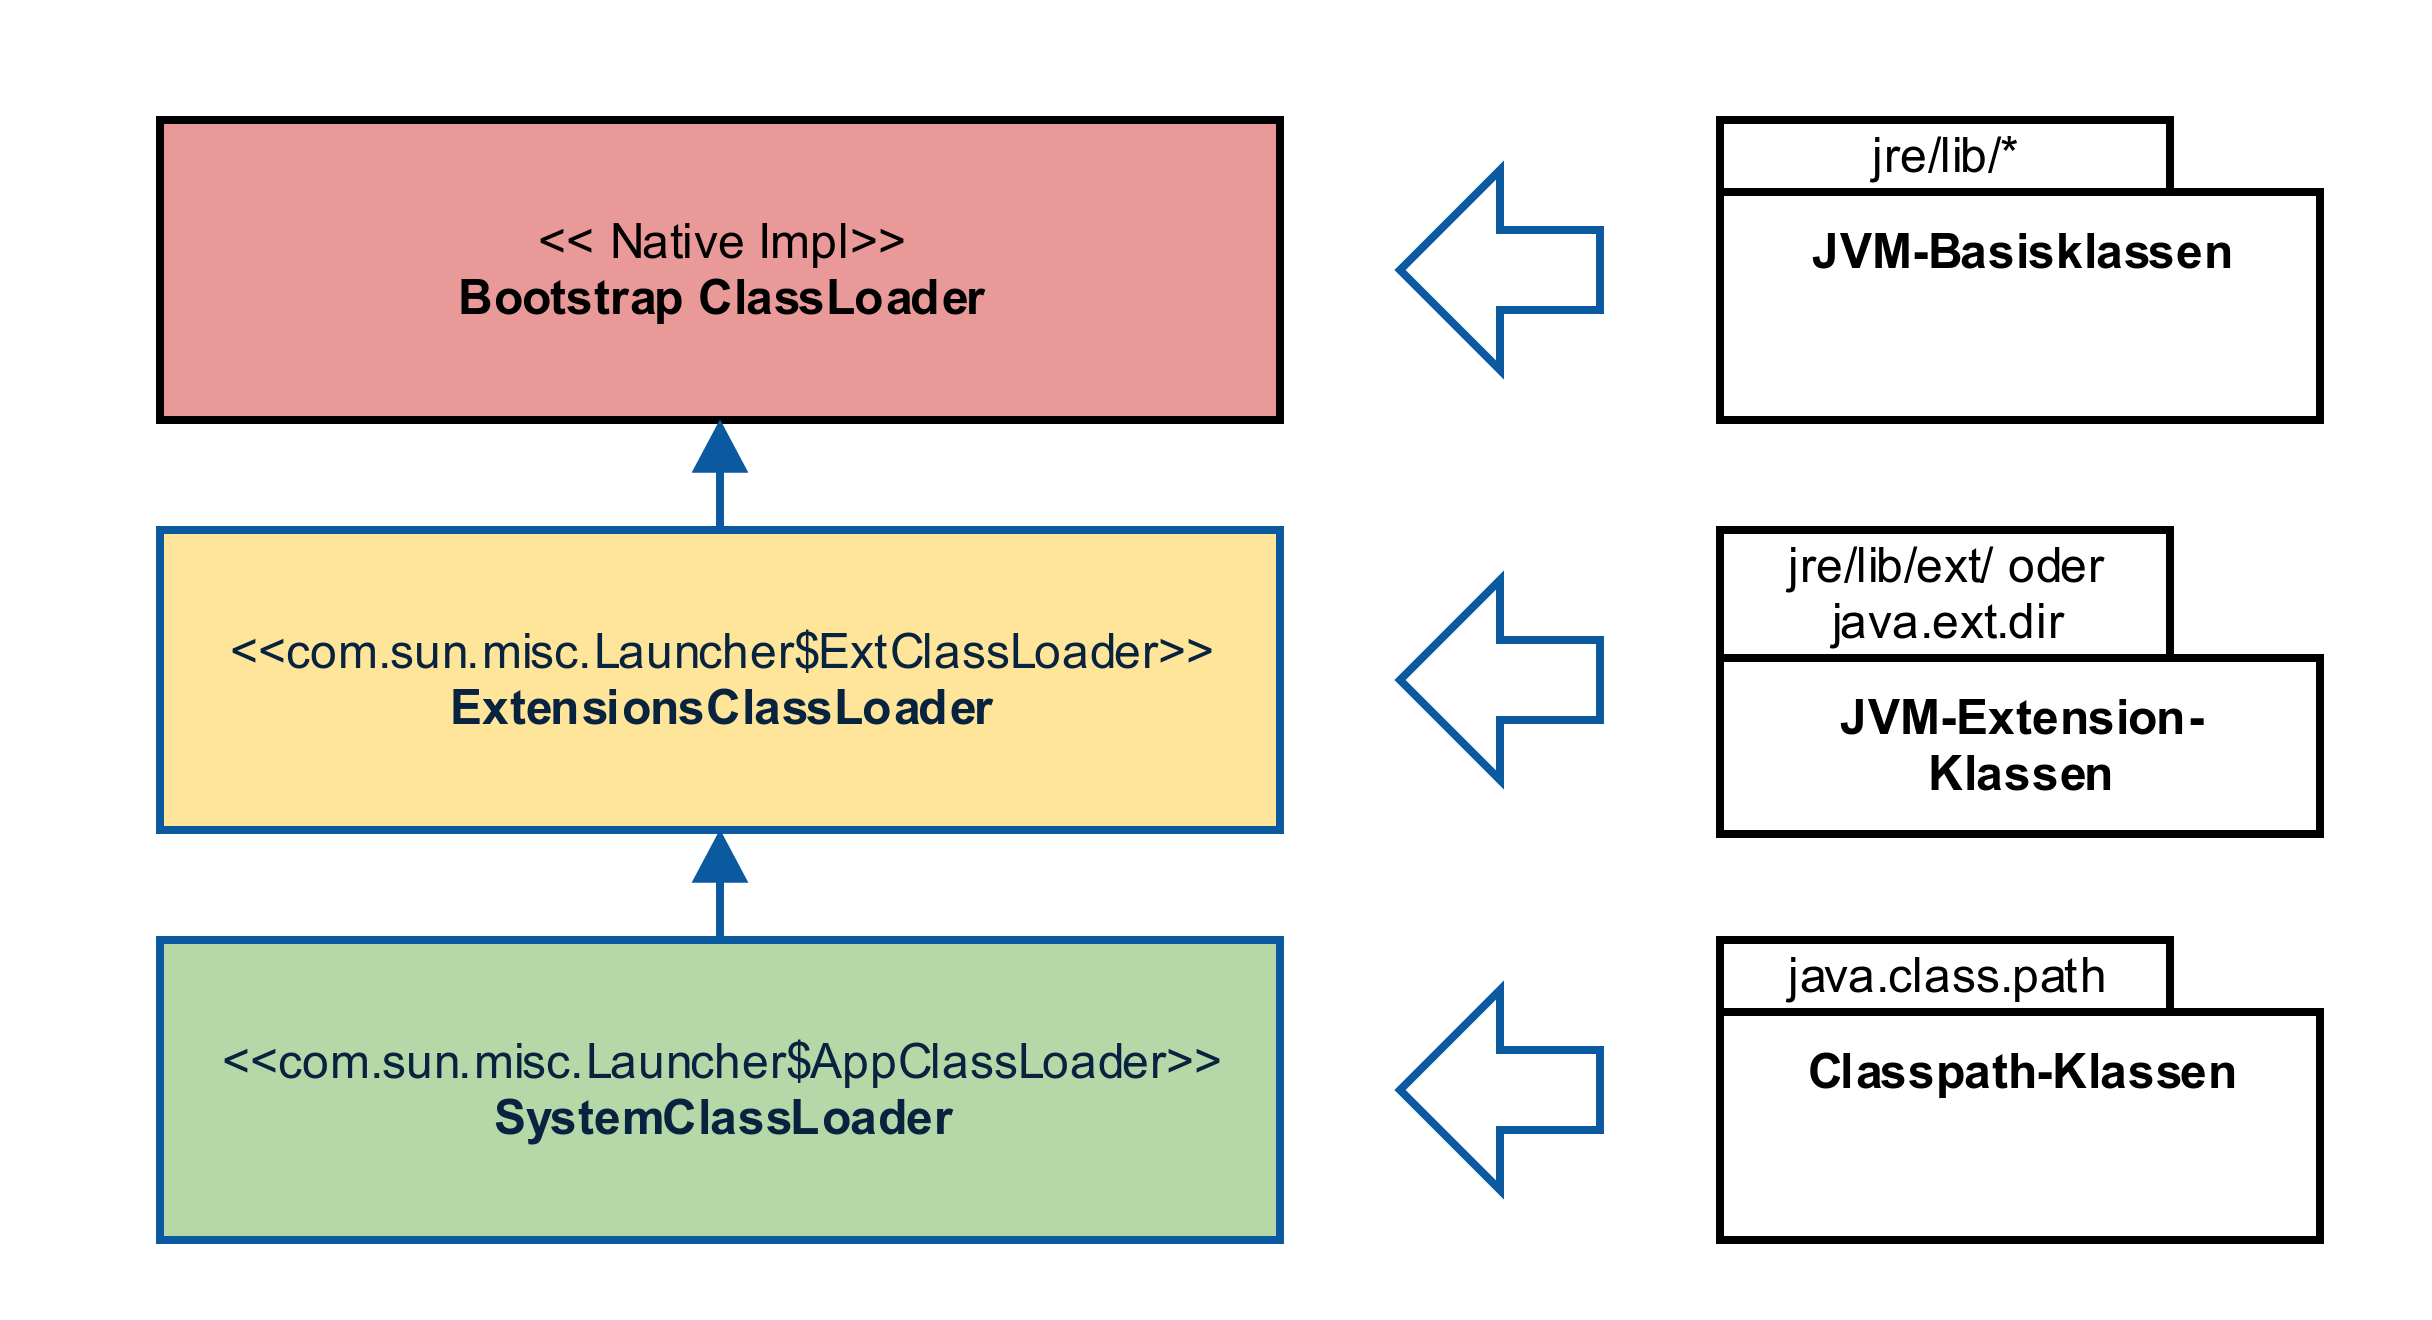 << Native Impl>>
Bootstrap ClassLoader
jre/lib/*
JVM-Basisklassen
<<com.sun.misc.Launcher$ExtClassLoader>>
ExtensionsClassLoader
jre/lib/ext/ oder
java.ext.dir
JVM-Extension-
Klassen
<<com.sun.misc.Launcher$AppClassLoader>>
SystemClassLoader
java.class.path
Classpath-Klassen